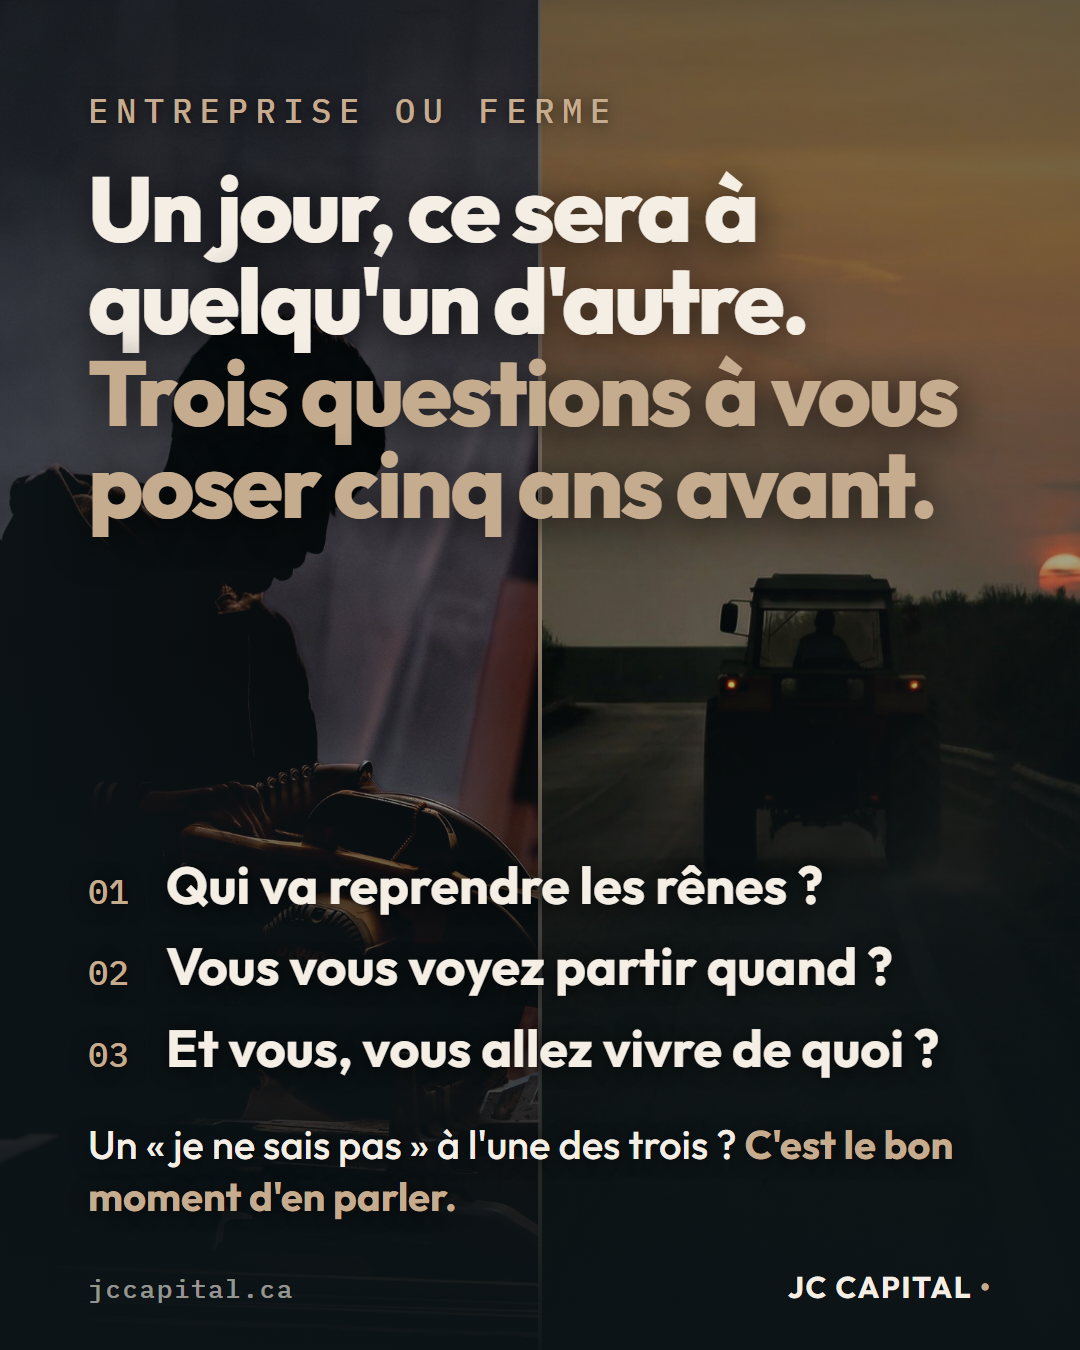 ENTREPRISE OU FERME
Un jour, ce sera à
quelqu'un d'autre.
Trois questions à vous
poser cinq ans avant.
01 Qui va reprendre les rênes ?
02 Vous vous voyez partir quand ?
03 Et vous, vous allez vivre de quoi ?
Un « je ne sais pas » à l'une des trois ? C'est le bon
moment d'en parler.
jccapital.ca
JC CAPITAL •